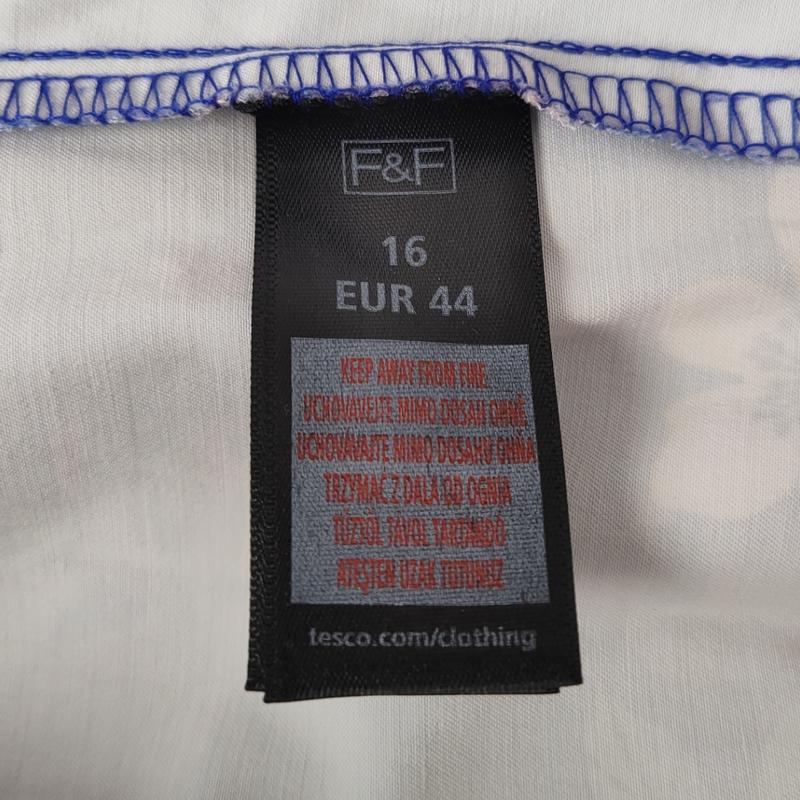 F&F
16
EUR 44
KEEP AWAY FROM FIRE
UCHOVÁVEJTE MIMO DOSAH OHNĚ
UCHOVÁVAJTE MIMO DOSAHU OHŇA
TRZYMAĆ Z DALA OD OGNIA
TŰZTŐL TÁVOL TARTANDÓ
ATEŞTEN UZAK TUTUNUZ
tesco.com/clothing